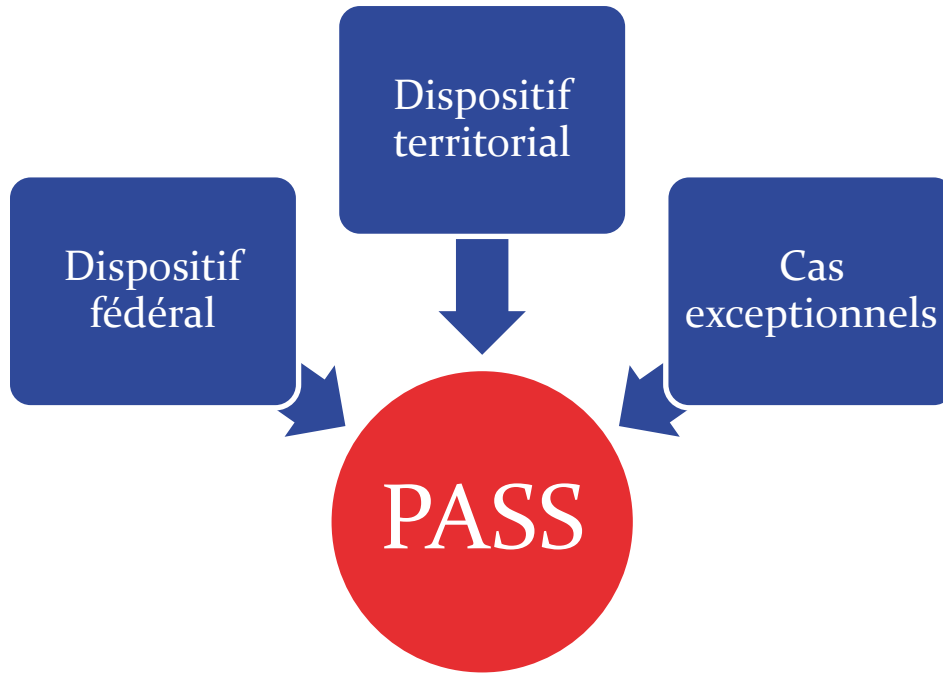 Dispositif
territorial
Dispositif
fédéral
Cas
exceptionnels
PASS